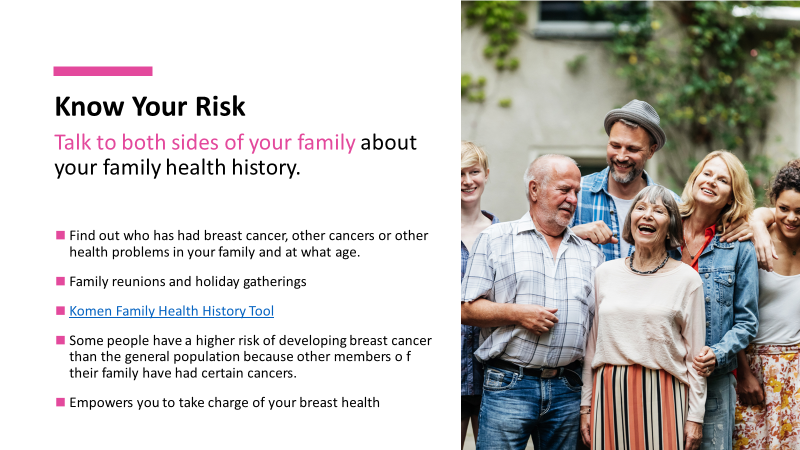 Know Your Risk
Talk to both sides of your family about
your family health history.
Find out who has had breast cancer, other cancers or other
health problems in your family and at what age.
Family reunions and holiday gatherings
Komen Family Health History Tool
Some people have a higher risk of developing breast cancer
than the general population because other members o f
their family have had certain cancers.
Empowers you to take charge of your breast health